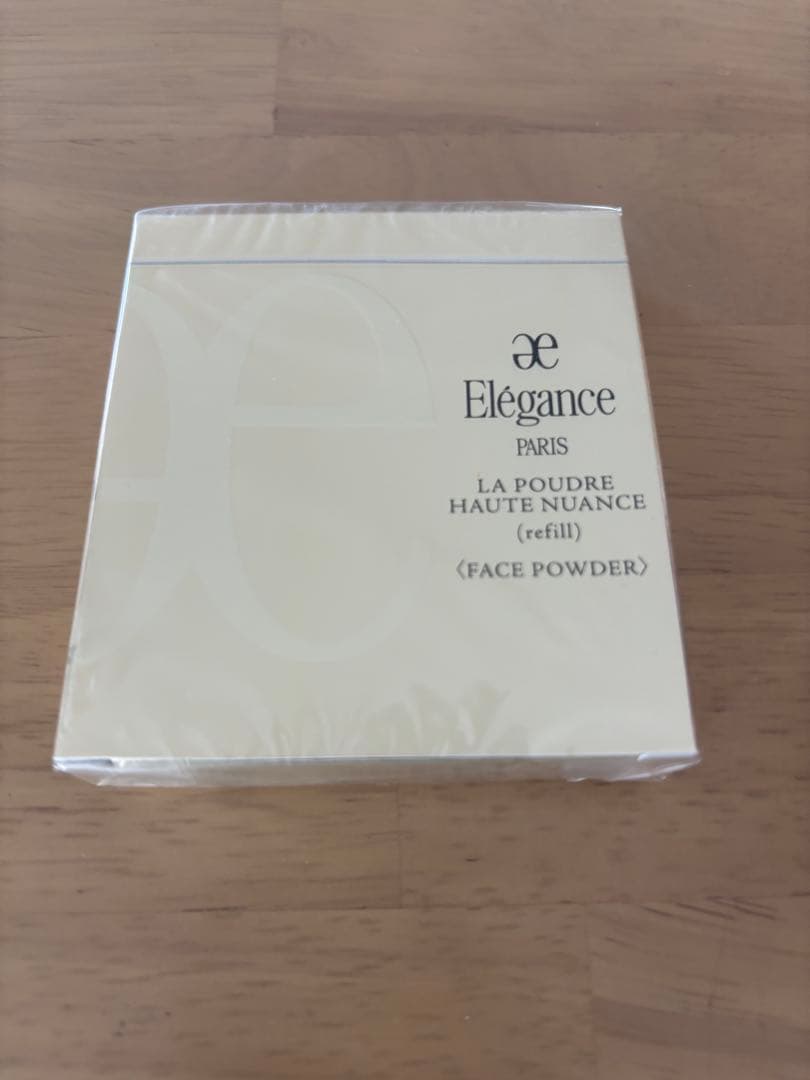 æ
Elégance
PARIS
LA POUDRE
HAUTE NUANCE
(refill)
〈FACE POWDER〉